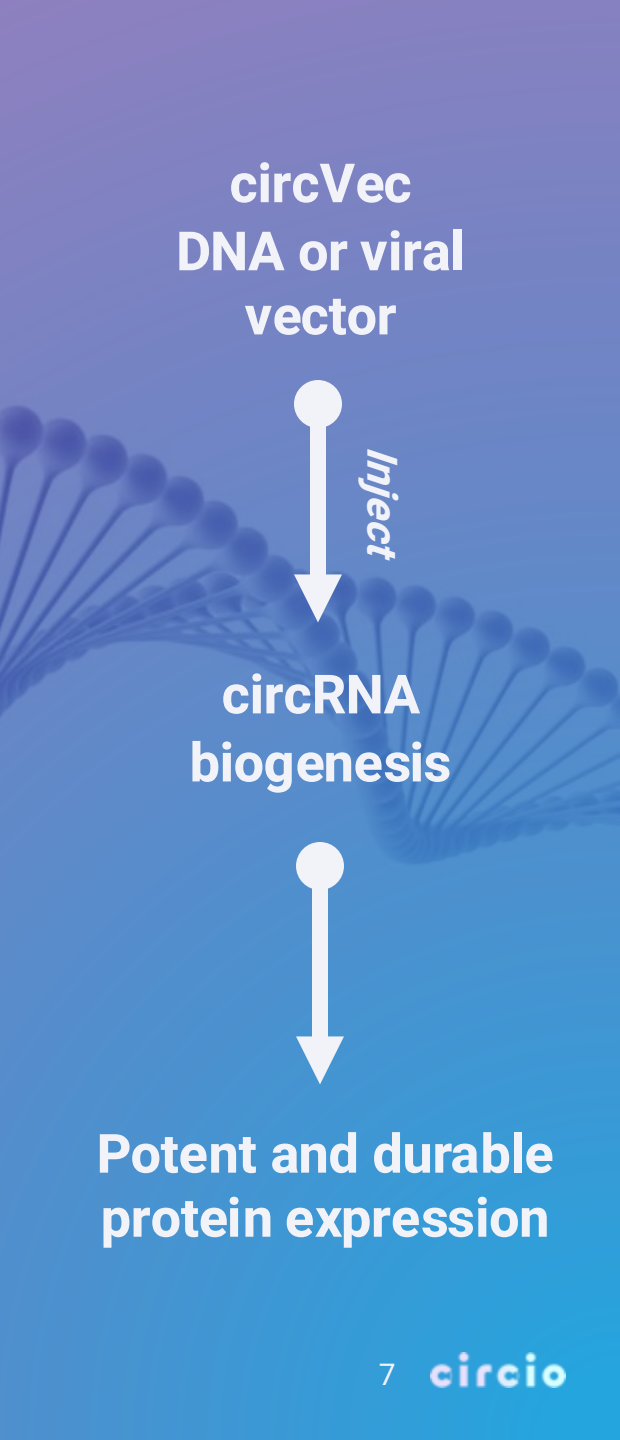 circVec
DNA or viral
vector
Inject
circRNA
biogenesis
Potent and durable
protein expression
7
circio